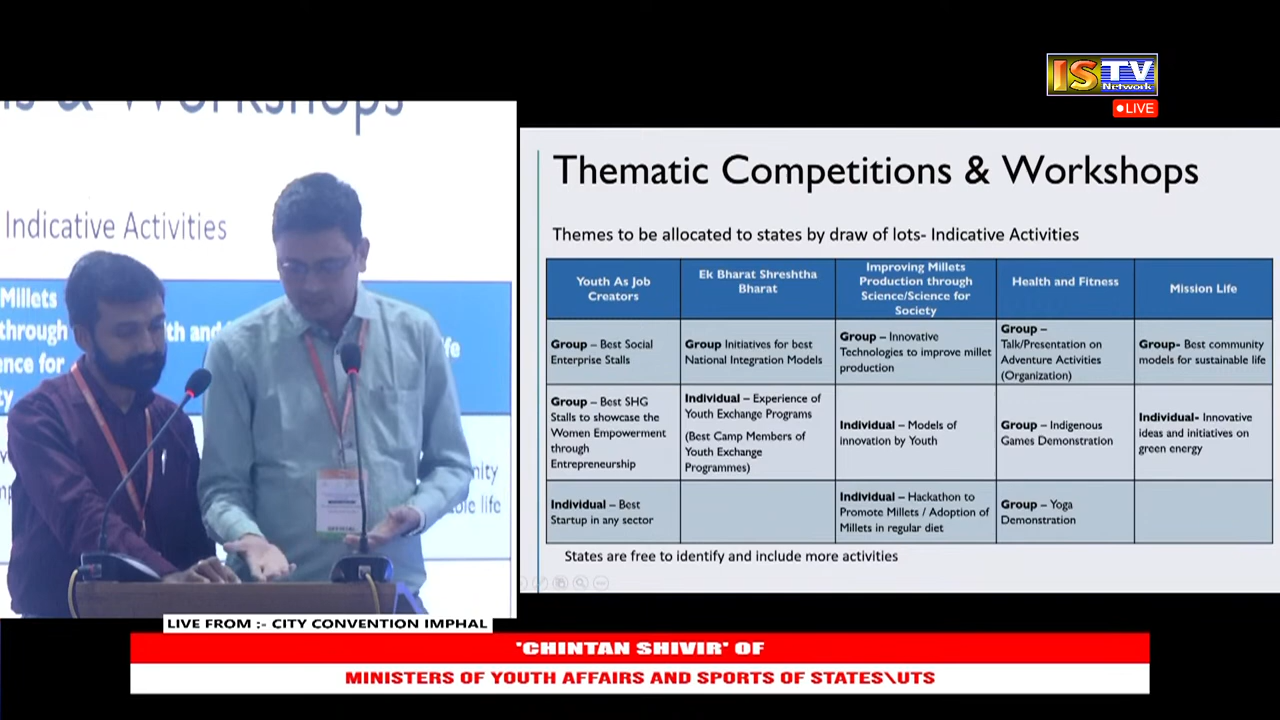 IS TV
Network
LIVE
& Workshops
Indicative Activities
Millets
through
ence for
Thematic Competitions & Workshops
Themes to be allocated to states by draw of lots- Indicative Activities
Youth As Job
Creators
Ek Bharat Shreshtha
Bharat
Improving Millets
Production through
Science/Science for
Society
Health and Fitness
Mission Life
Group – Best Social
Enterprise Stalls
Group Initiatives for best
National Integration Models
Group – Innovative
Technologies to improve millet
production
Group –
Talk/Presentation on
Adventure Activities
(Organization)
Group- Best community
models for sustainable life
Group – Best SHG
Stalls to showcase the
Women Empowerment
through
Entrepreneurship
Individual – Experience of
Youth Exchange Programs
(Best Camp Members of
Youth Exchange
Programmes)
Individual – Models of
innovation by Youth
Group – Indigenous
Games Demonstration
Individual- Innovative
ideas and initiatives on
green energy
Individual – Best
Startup in any sector
Individual – Hackathon to
Promote Millets / Adoption of
Millets in regular diet
Group – Yoga
Demonstration
States are free to identify and include more activities
LIVE FROM :- CITY CONVENTION IMPHAL
'CHINTAN SHIVIR' OF
MINISTERS OF YOUTH AFFAIRS AND SPORTS OF STATES\UTS